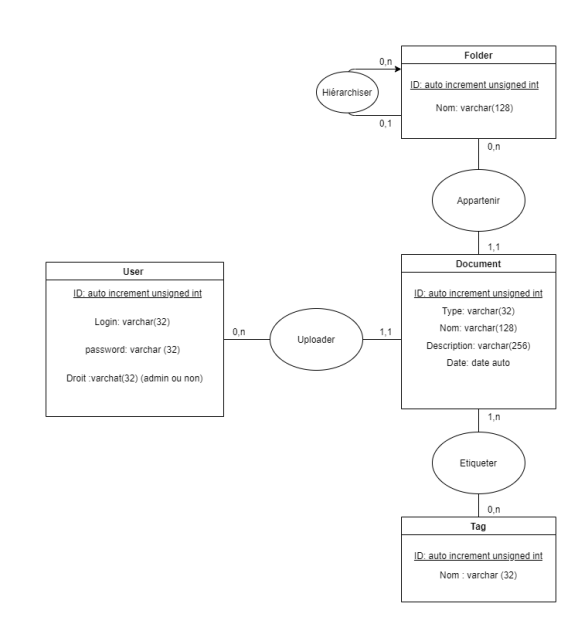 Folder
0,n
ID: auto increment unsigned int
Hiérarchiser
Nom: varchar(128)
0,1
0,n
Appartenir
1,1
Document
User
ID: auto increment unsigned int
ID: auto increment unsigned int
Type: varchar(32)
Login: varchar(32)
Nom: varchar(128)
0,n
Uploader
1,1
Description: varchar(256)
password: varchar (32)
Date: date auto
Droit :varchat(32) (admin ou non)
1,n
Etiqueter
0,n
Tag
ID: auto increment unsigned int
Nom : varchar (32)